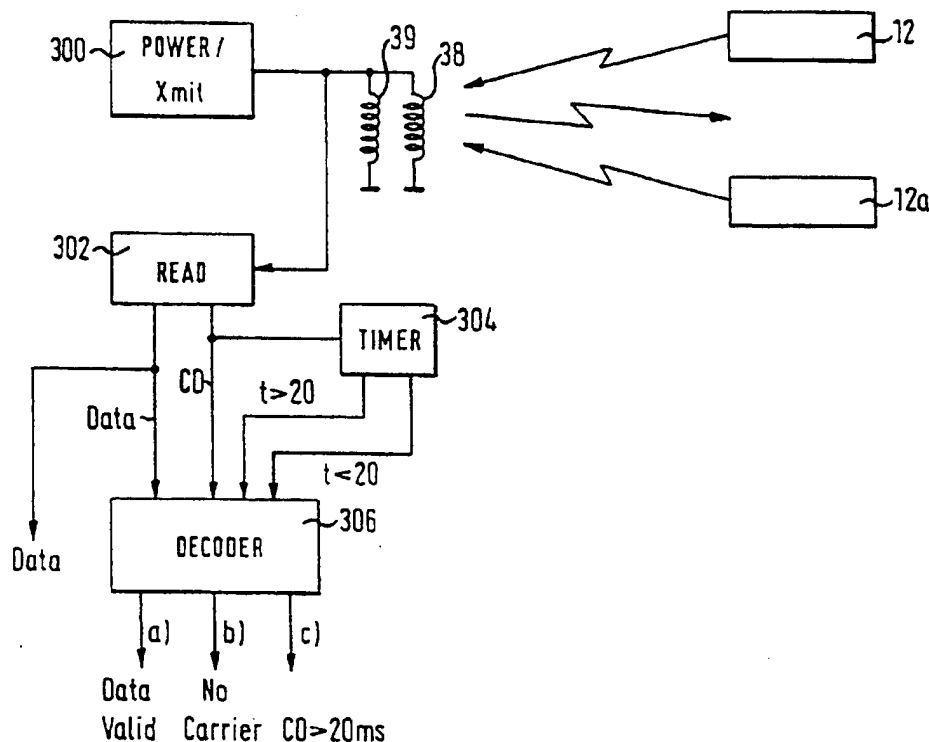 300
POWER/
Xmit
39
38
12
12a
302
READ
304
TIMER
CD
t>20
Data
t<20
306
DECODER
Data
a)
b)
c)
Data
Valid
No
Carrier
CD>20ms